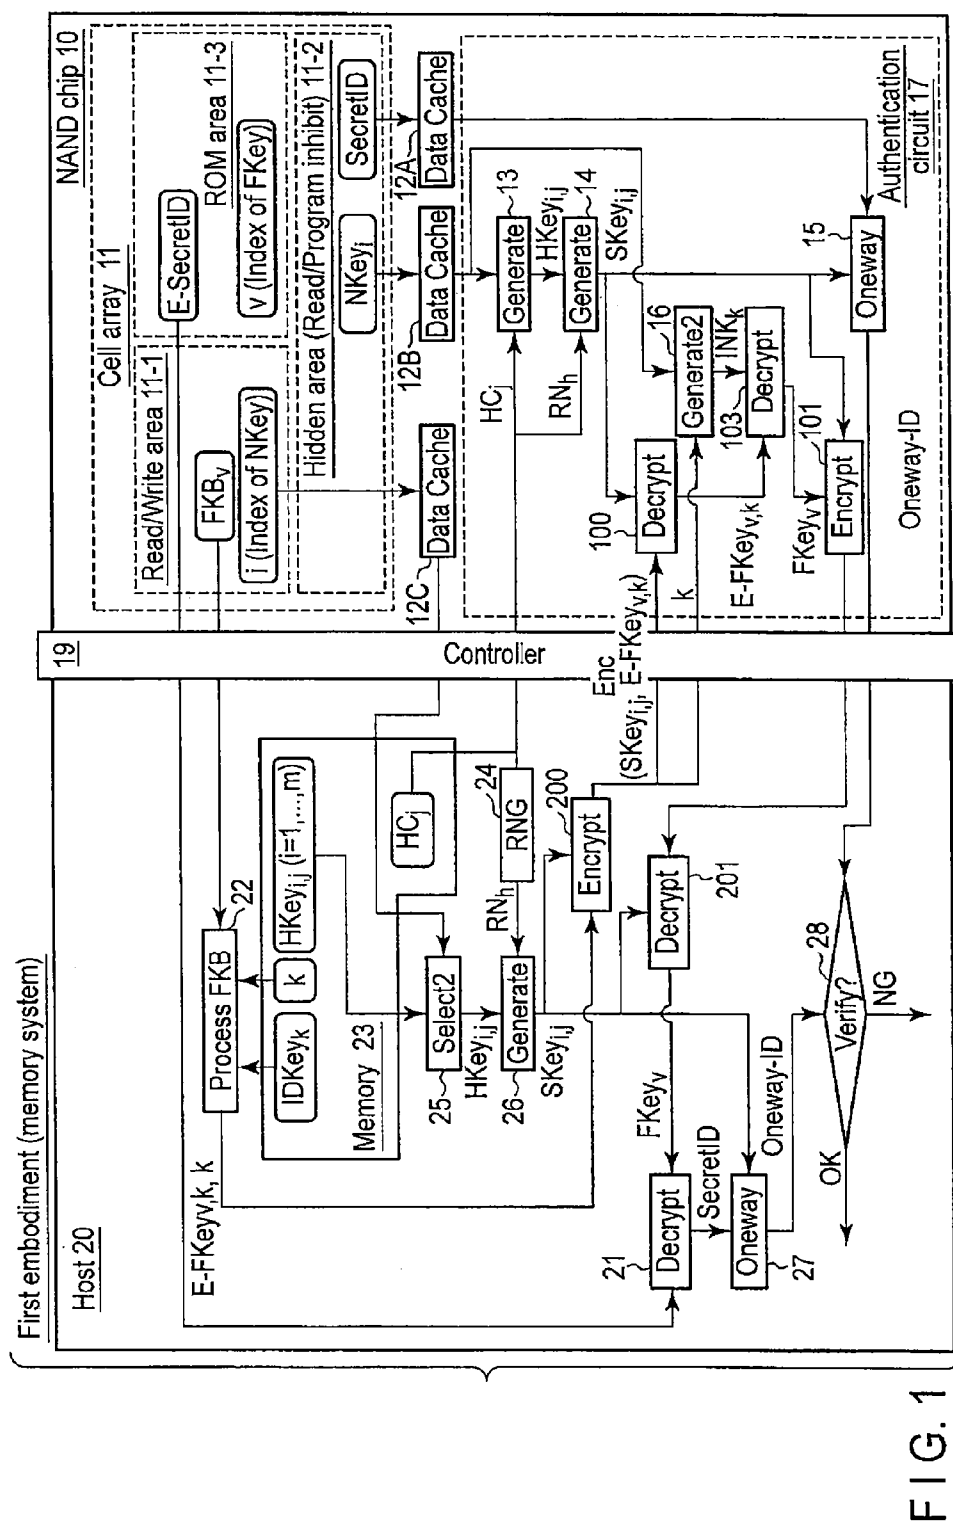 First embodiment (memory system)
Host 20
NAND chip 10
Cell array 11
Read/Write area 11-1
FKBv
i (Index of NKey)
E-SecretID
ROM area 11-3
v (Index of FKey)
Hidden area (Read/Program inhibit) 11-2
NKeyi
SecretID
12C
Data Cache
12B
Data Cache
12A
Data Cache
19
Controller
E-FKeyv,k, k
Process FKB
22
IDKeyk
k
HKeyi,j (i=1,...,m)
Memory 23
HCj
Select2
25
HKeyi,j
RNG
24
RNh
Generate
26
SKeyi,j
Encrypt
200
Enc
(SKeyi,j, E-FKeyv,k)
k
HCj
RNh
Generate
13
HKeyi,j
Generate
14
SKeyi,j
Decrypt
100
Generate2
16
INKk
E-FKeyv,k
Decrypt
103
FKeyv
Encrypt
101
Oneway
15
Authentication
circuit 17
Oneway-ID
Decrypt
201
FKeyv
Decrypt
21
SecretID
Oneway
27
Oneway-ID
Verify?
28
OK
NG
FIG. 1